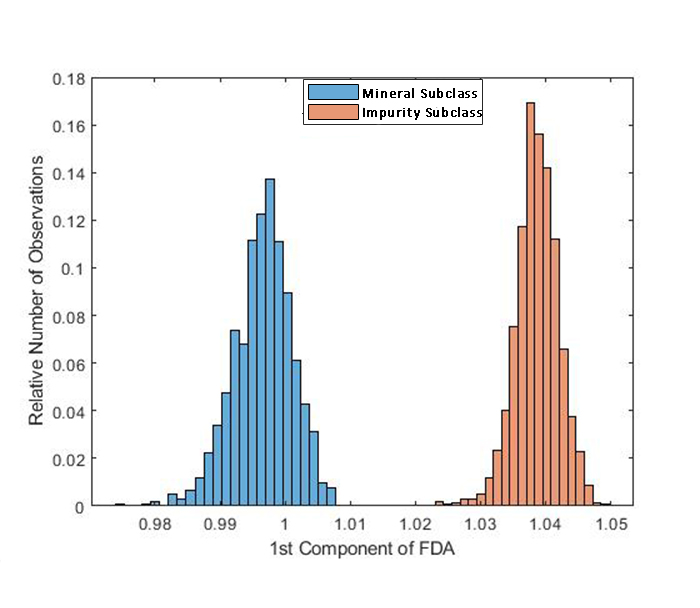 0.18
Mineral Subclass
Impurity Subclass
0.16
0.14
0.12
0.1
0.08
0.06
0.04
0.02
0
Relative Number of Observations
0.98 0.99 1 1.01 1.02 1.03 1.04 1.05
1st Component of FDA